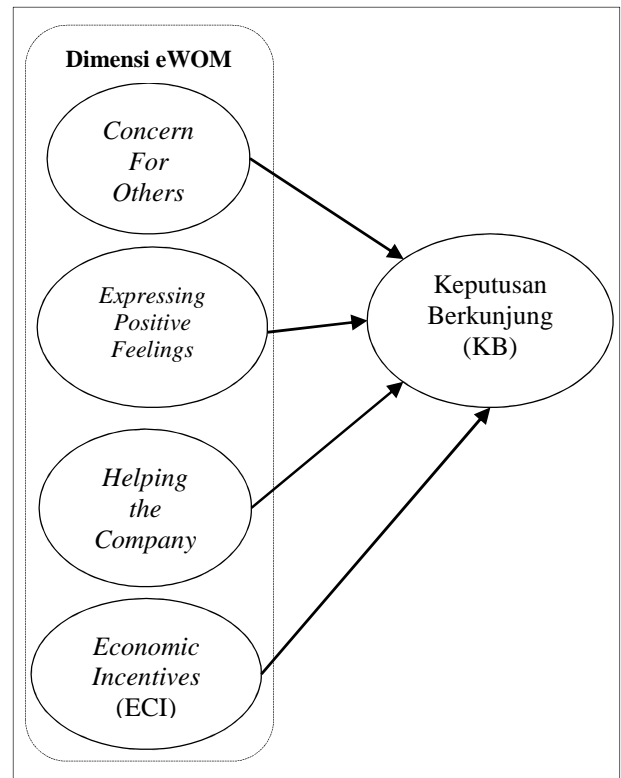 Dimensi eWOM
Concern
For
Others
Expressing
Positive
Feelings
Helping
the
Company
Economic
Incentives
(ECI)
Keputusan
Berkunjung
(KB)